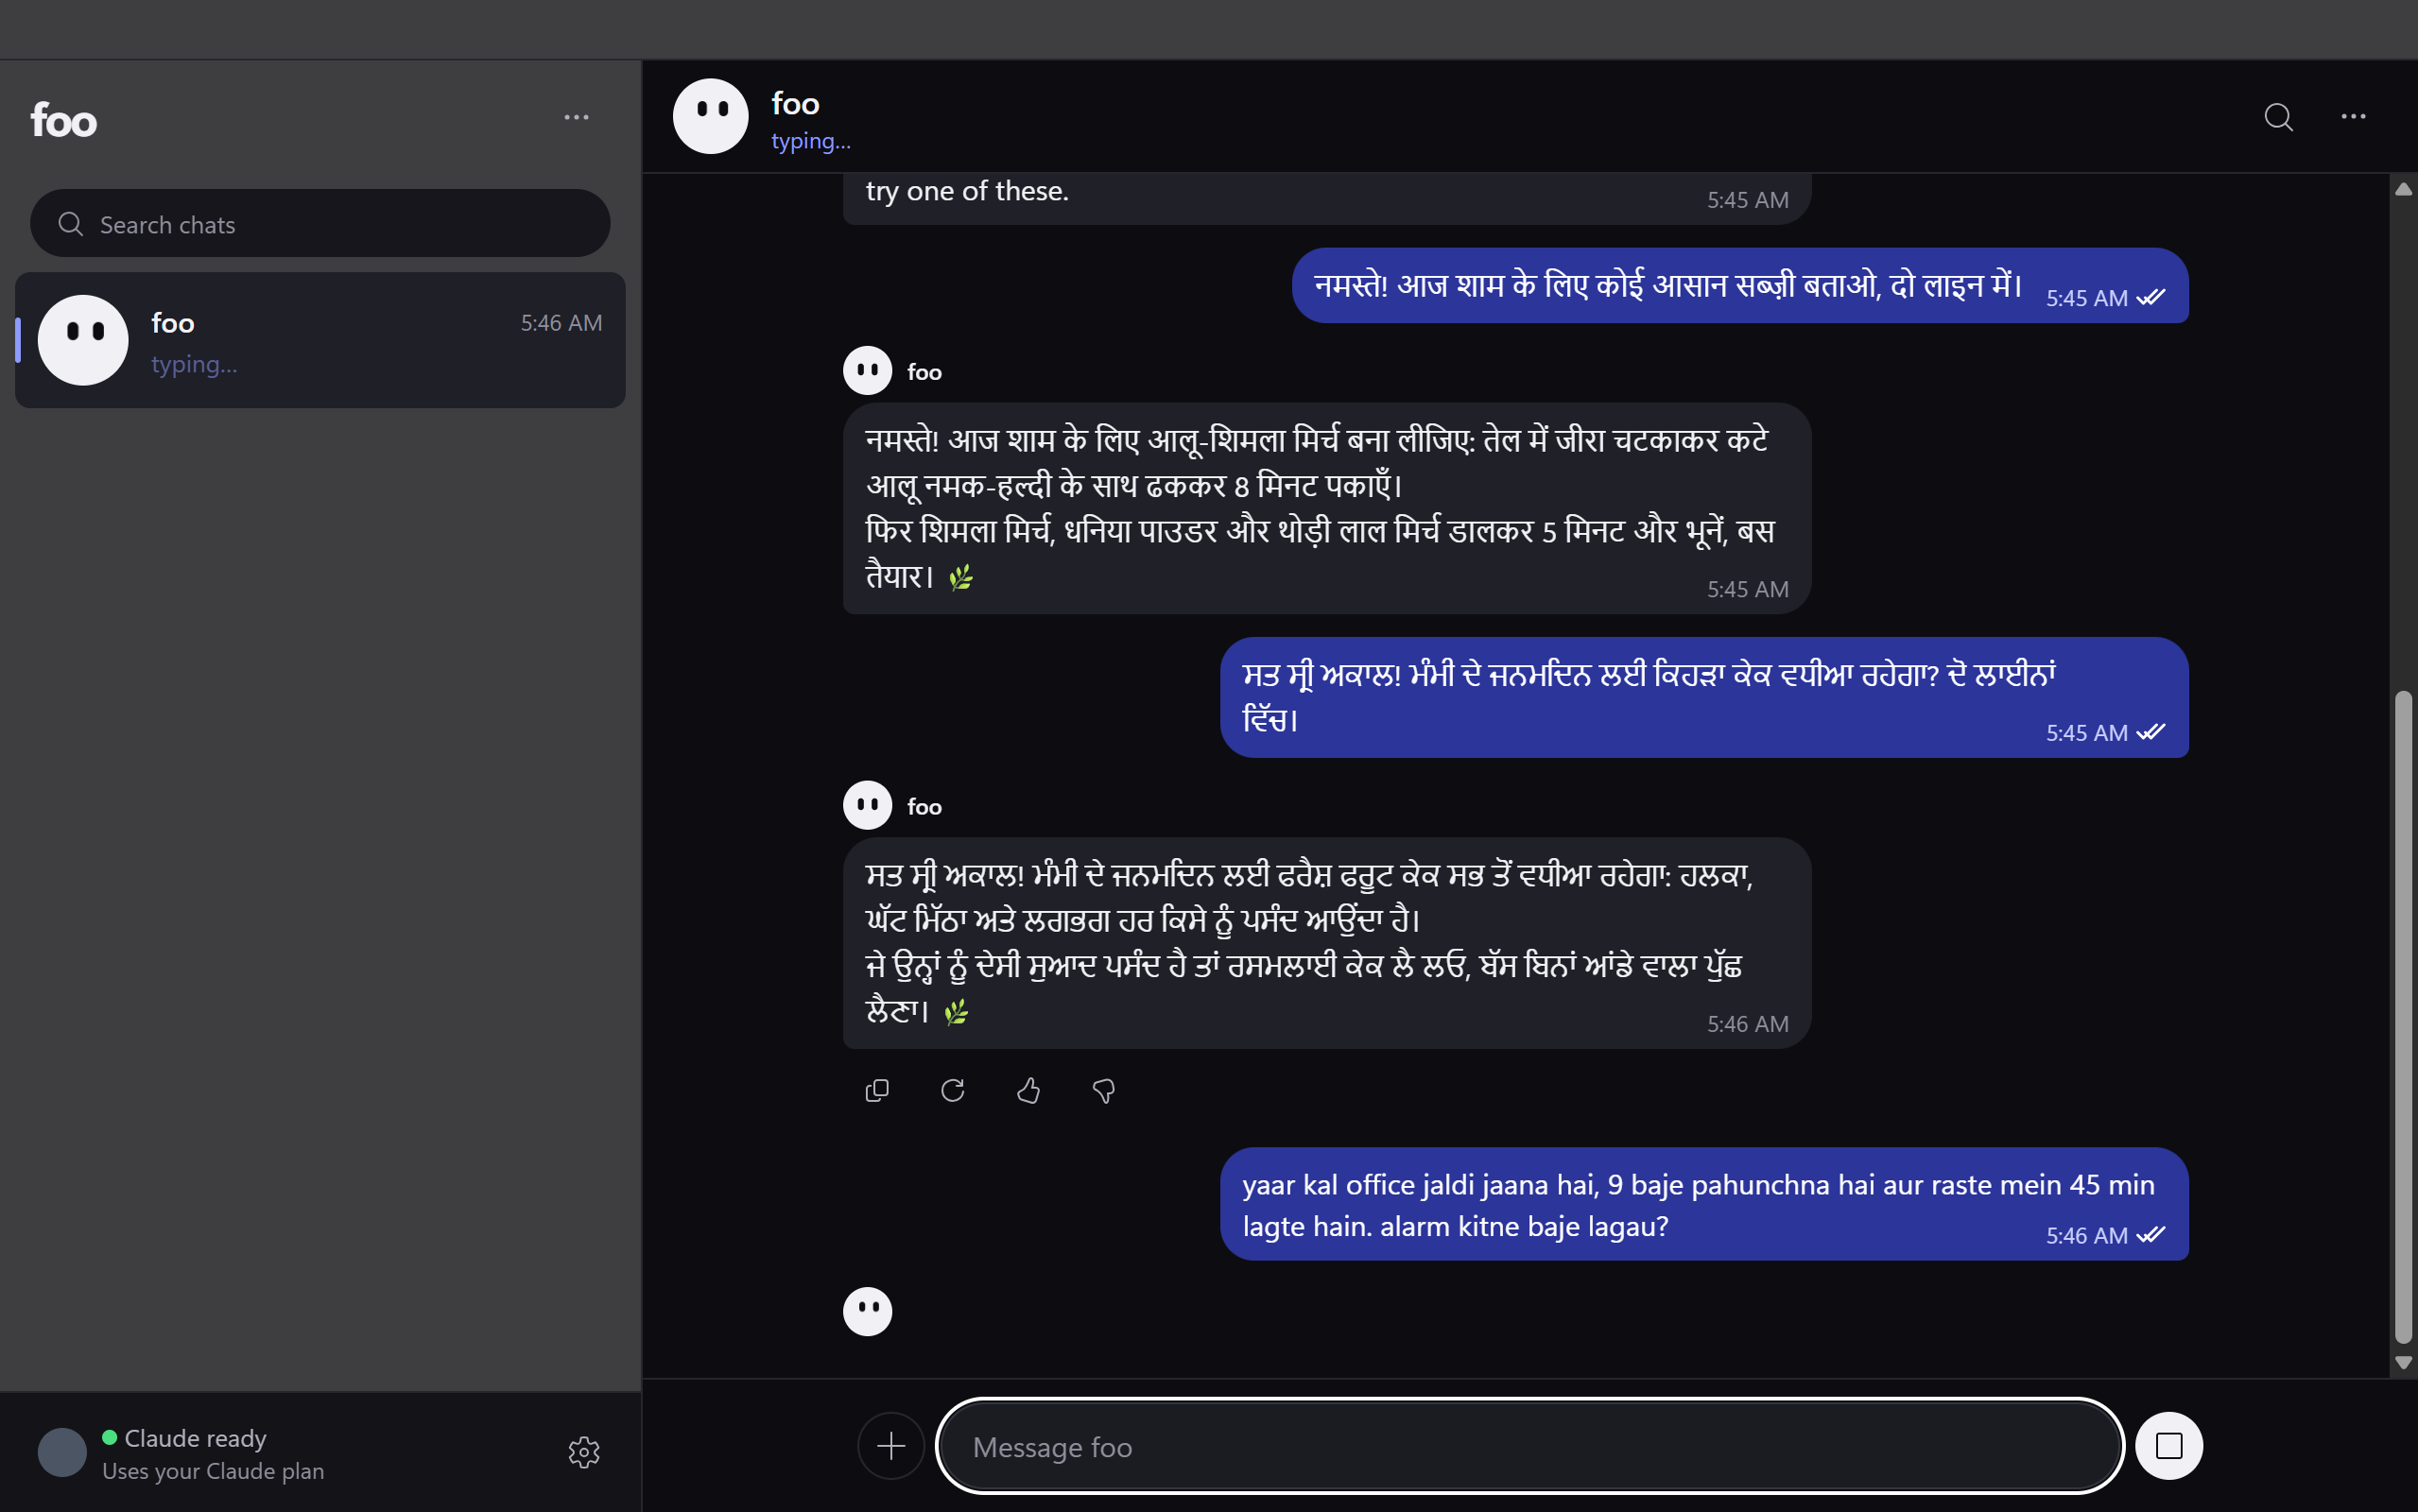 foo
Search chats
foo
5:46 AM
typing...
Claude ready
Uses your Claude plan
foo
typing...
try one of these.
5:45 AM
नमस्ते! आज शाम के लिए कोई आसान सब्ज़ी बताओ, दो लाइन में।
5:45 AM
foo
नमस्ते! आज शाम के लिए आलू-शिमला मिर्च बना लीजिए: तेल में जीरा चटकाकर कटे
आलू नमक-हल्दी के साथ ढककर 8 मिनट पकाएँ।
फिर शिमला मिर्च, धनिया पाउडर और थोड़ी लाल मिर्च डालकर 5 मिनट और भूनें, बस
तैयार। 🌿
5:45 AM
ਸਤ ਸ੍ਰੀ ਅਕਾਲ! ਮੰਮੀ ਦੇ ਜਨਮਦਿਨ ਲਈ ਕਿਹੜਾ ਕੇਕ ਵਧੀਆ ਰਹੇਗਾ? ਦੋ ਲਾਈਨਾਂ
ਵਿੱਚ।
5:45 AM
foo
ਸਤ ਸ੍ਰੀ ਅਕਾਲ! ਮੰਮੀ ਦੇ ਜਨਮਦਿਨ ਲਈ ਫਰੈਸ਼ ਫਰੂਟ ਕੇਕ ਸਭ ਤੋਂ ਵਧੀਆ ਰਹੇਗਾ: ਹਲਕਾ,
ਘੱਟ ਮਿੱਠਾ ਅਤੇ ਲਗਭਗ ਹਰ ਕਿਸੇ ਨੂੰ ਪਸੰਦ ਆਉਂਦਾ ਹੈ।
ਜੇ ਉਨ੍ਹਾਂ ਨੂੰ ਦੇਸੀ ਸੁਆਦ ਪਸੰਦ ਹੈ ਤਾਂ ਰਸਮਲਾਈ ਕੇਕ ਲੈ ਲਓ, ਬੱਸ ਬਿਨਾਂ ਆਂਡੇ ਵਾਲਾ ਪੁੱਛ
ਲੈਣਾ। 🌿
5:46 AM
yaar kal office jaldi jaana hai, 9 baje pahunchna hai aur raste mein 45 min
lagte hain. alarm kitne baje lagau?
5:46 AM
Message foo